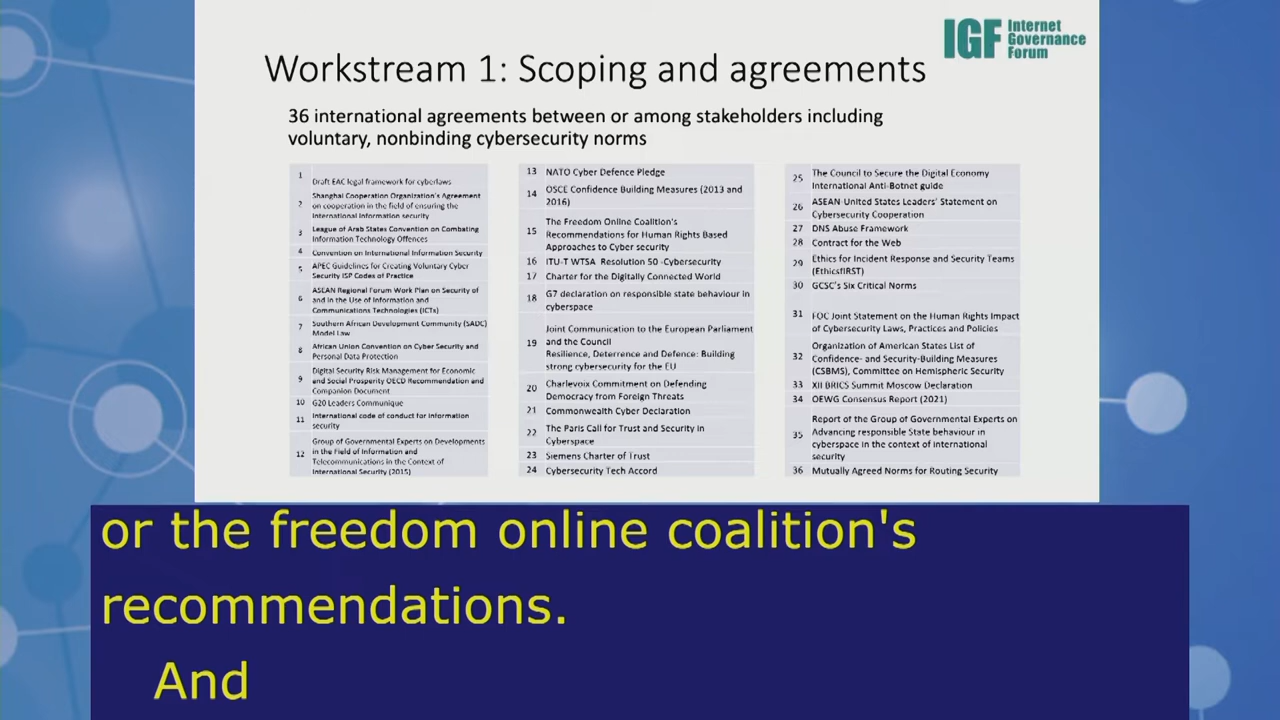 IGF Internet
Governance
Forum
Workstream 1: Scoping and agreements
36 international agreements between or among stakeholders including
voluntary, nonbinding cybersecurity norms
1
Draft EAC legal framework for cyberlaws
2 Shanghai Cooperation Organization's Agreement
on cooperation in the field of ensuring the
International Information security
3 League of Arab States Convention on Combating
Information Technology Offences
4 Convention on International Information Security
5 APEC Guidelines for Creating Voluntary Cyber
Security ISP Codes of Practice
6 ASEAN Regional Forum Work Plan on Security of
and in the Use of Information and
Communications Technologies (ICTs)
7 Southern African Development Community (SADC)
Model Law
8 African Union Convention on Cyber Security and
Personal Data Protection
9 Digital Security Risk Management for Economic
and Social Prosperity OECD Recommendation and
Companion Document
10 G20 Leaders Communique
11 International code of conduct for information
security
12 Group of Governmental Experts on Developments
in the Field of Information and
Telecommunications in the Context of
International Security (2015)
13 NATO Cyber Defence Pledge
14 OSCE Confidence Building Measures (2013 and
2016)
15 The Freedom Online Coalition's
Recommendations for Human Rights Based
Approaches to Cyber security
16 ITU-T WTSA Resolution 50 -Cybersecurity
17 Charter for the Digitally Connected World
18 G7 declaration on responsible state behaviour in
cyberspace
19 Joint Communication to the European Parliament
and the Council
Resilience, Deterrence and Defence: Building
strong cybersecurity for the EU
20 Charlevoix Commitment on Defending
Democracy from Foreign Threats
21 Commonwealth Cyber Declaration
22 The Paris Call for Trust and Security in
Cyberspace
23 Siemens Charter of Trust
24 Cybersecurity Tech Accord
25 The Council to Secure the Digital Economy
International Anti-Botnet guide
26 ASEAN-United States Leaders' Statement on
Cybersecurity Cooperation
27 DNS Abuse Framework
28 Contract for the Web
29 Ethics for Incident Response and Security Teams
(EthicsfIRST)
30 GCSC's Six Critical Norms
31 FOC Joint Statement on the Human Rights Impact
of Cybersecurity Laws, Practices and Policies
32 Organization of American States List of
Confidence- and Security-Building Measures
(CSBMS), Committee on Hemispheric Security
33 XII BRICS Summit Moscow Declaration
34 OEWG Consensus Report (2021)
35 Report of the Group of Governmental Experts on
Advancing responsible State behaviour in
cyberspace in the context of international
security
36 Mutually Agreed Norms for Routing Security
or the freedom online coalition's
recommendations.
And